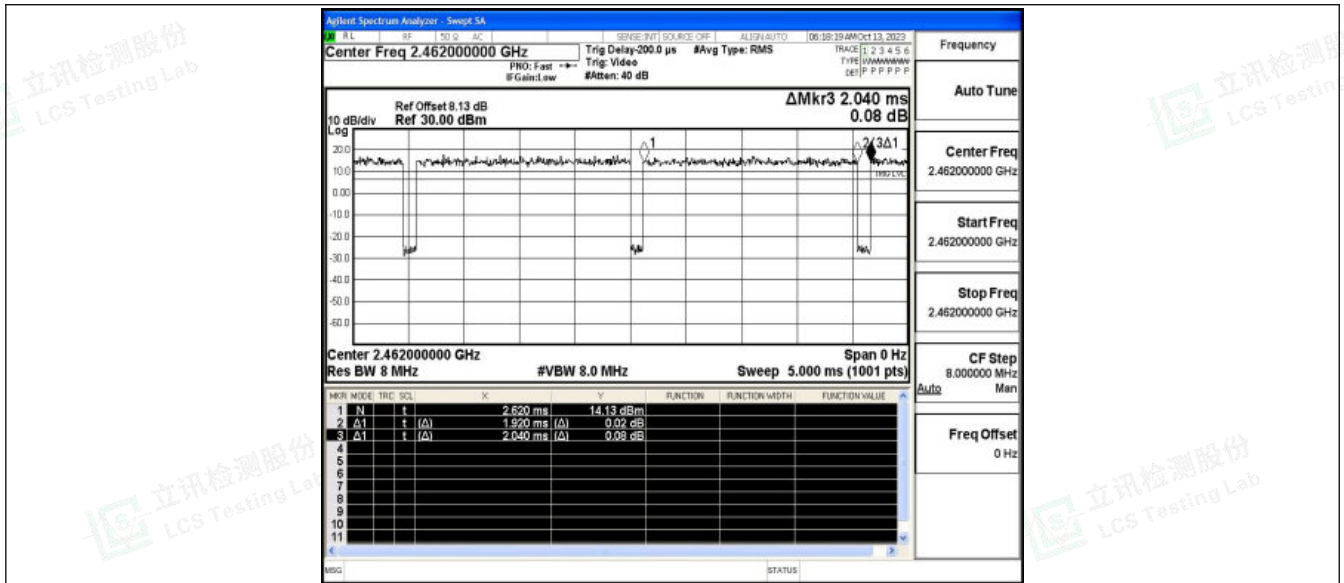 Agilent Spectrum Analyzer - Swept SA
RL RF 50 Ω AC SENSE:INT SOURCE OFF ALIGN AUTO 06:18:19 AM Oct 13, 2023
Center Freq 2.462000000 GHz
PNO: Fast
IFGain:Low
Trig Delay-200.0 µs #Avg Type: RMS
Trig: Video
#Atten: 40 dB
TRACE 1 2 3 4 5 6
TYPE
DET P P P P P P
ΔMkr3 2.040 ms
0.08 dB
Ref Offset 8.13 dB
10 dB/div Ref 30.00 dBm
Log
20.0
10.0
0.00
-10.0
-20.0
-30.0
-40.0
-50.0
-60.0
1
2 3Δ1
TRIG LVL
Center 2.462000000 GHz Span 0 Hz
Res BW 8 MHz #VBW 8.0 MHz Sweep 5.000 ms (1001 pts)
MKR MODE TRC SCL X Y FUNCTION FUNCTION WIDTH FUNCTION VALUE
1 N t 2.620 ms 14.13 dBm
2 Δ1 t (Δ) 1.920 ms (Δ) 0.02 dB
3 Δ1 t (Δ) 2.040 ms (Δ) 0.08 dB
4
5
6
7
8
9
10
11
MSG STATUS
Frequency
Auto Tune
Center Freq
2.462000000 GHz
Start Freq
2.462000000 GHz
Stop Freq
2.462000000 GHz
CF Step
8.000000 MHz
Auto Man
Freq Offset
0 Hz
立讯检测股份
LCS Testing Lab
立讯检测股
LCS Testin
立讯检测股份
LCS Testing Lab
立讯检测股份
LCS Testing Lab